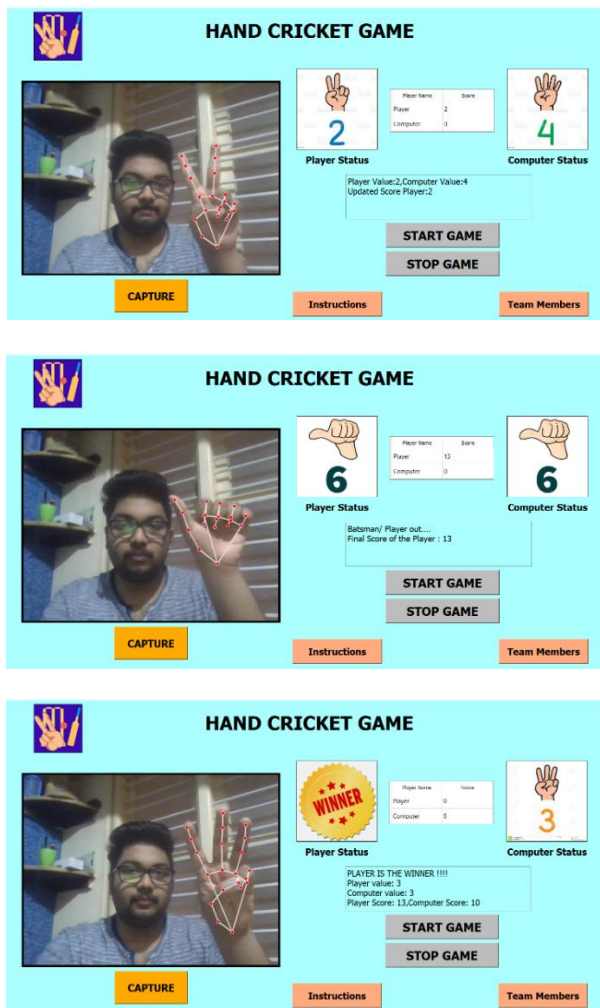 HAND CRICKET GAME
2
4
Player Name Score
Player 2
Computer 0
Player Status
Computer Status
Player Value:2,Computer Value:4
Updated Score Player:2
START GAME
STOP GAME
CAPTURE
Instructions
Team Members
HAND CRICKET GAME
6
6
Player Name Score
Player 13
Computer 0
Player Status
Computer Status
Batsman/ Player out....
Final Score of the Player : 13
START GAME
STOP GAME
CAPTURE
Instructions
Team Members
HAND CRICKET GAME
WINNER
3
Player Name Score
Player 0
Computer 0
Player Status
Computer Status
PLAYER IS THE WINNER !!!!
Player value: 3
Computer value: 3
Player Score: 13,Computer Score: 10
START GAME
STOP GAME
CAPTURE
Instructions
Team Members